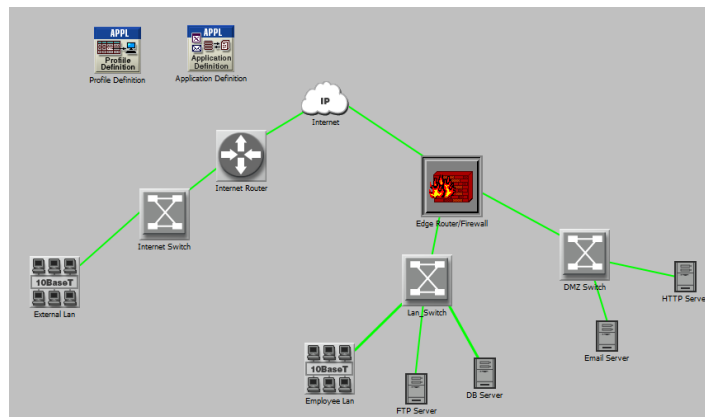 APPL
Profile
Definition
Profile Definition
APPL
Application
Definition
Application Definition
IP
Internet
Internet Router
Edge Router/Firewall
Internet Switch
10BaseT
External Lan
Lan_Switch
DMZ Switch
HTTP Serve
Email Server
10BaseT
Employee Lan
FTP Server
DB Server